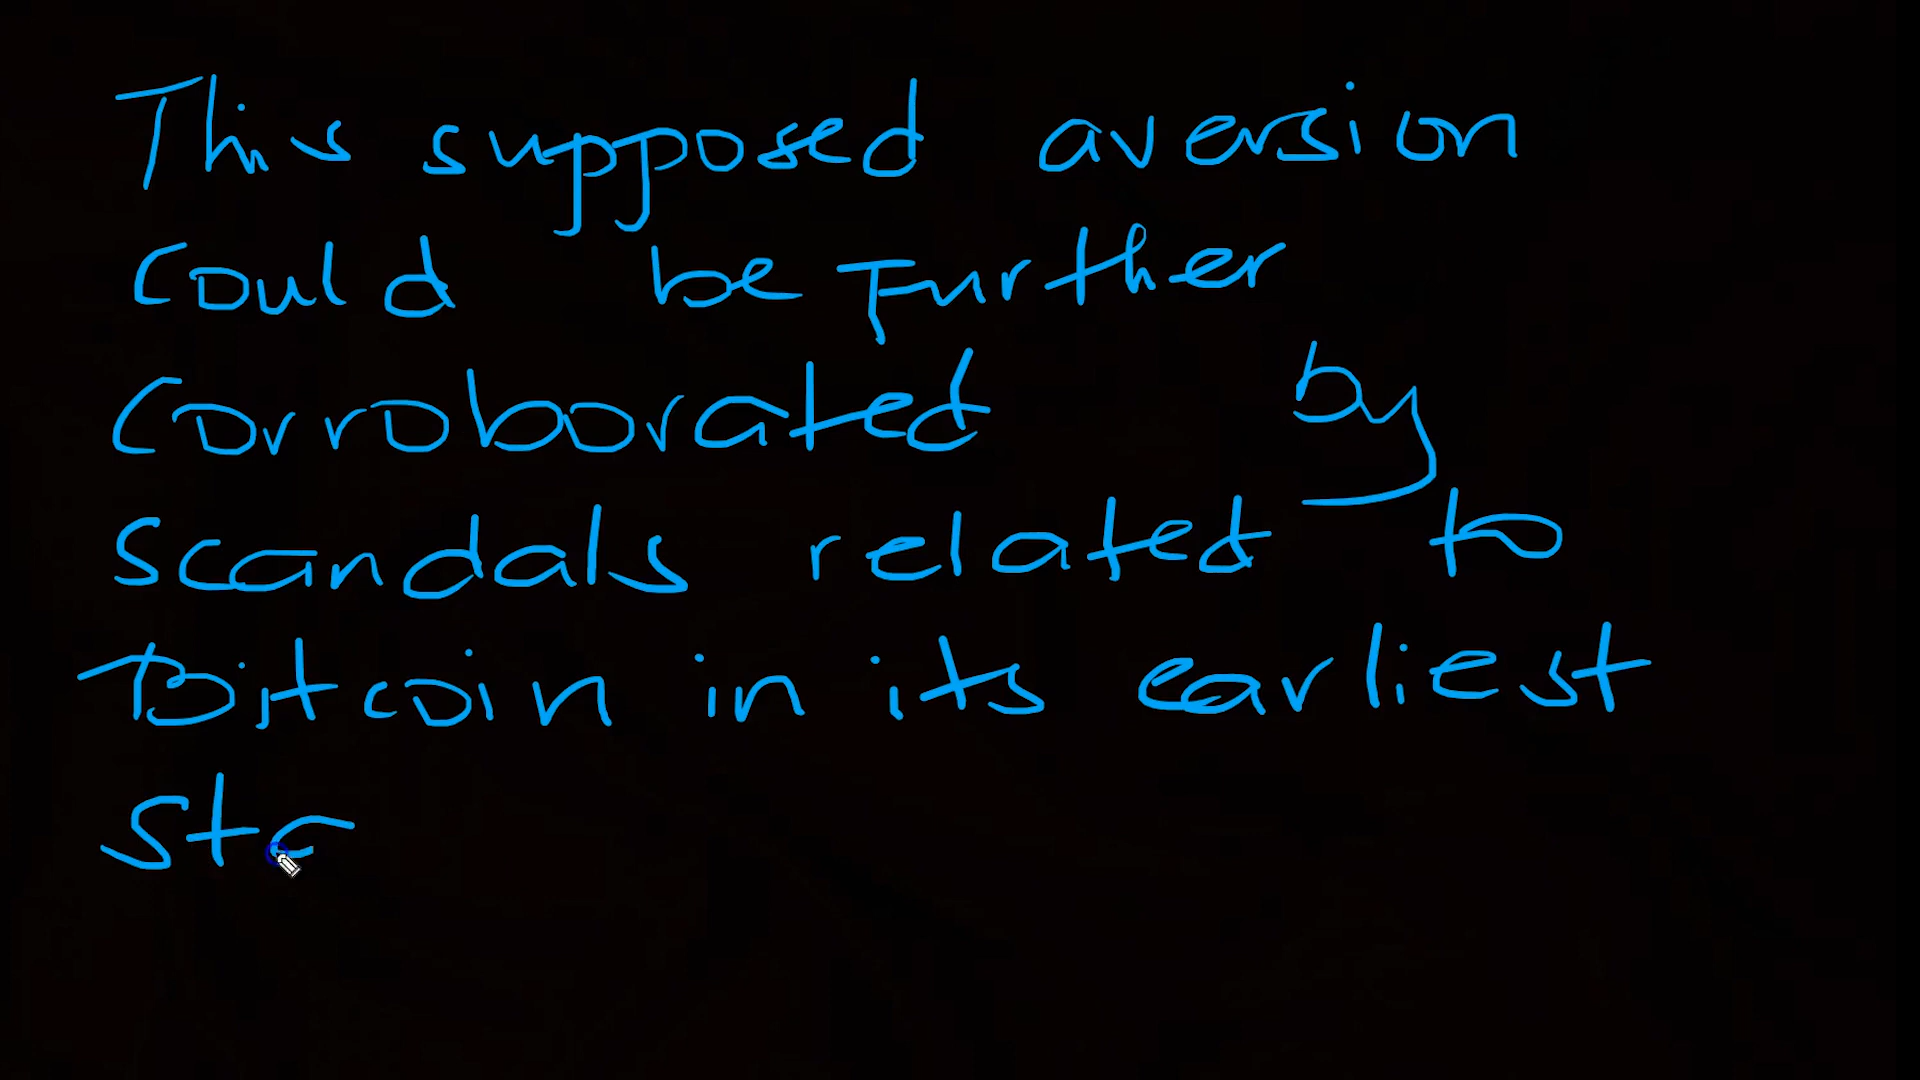 This supposed aversion
could be Further
corroborated by
scandals related to
Bitcoin in its earliest